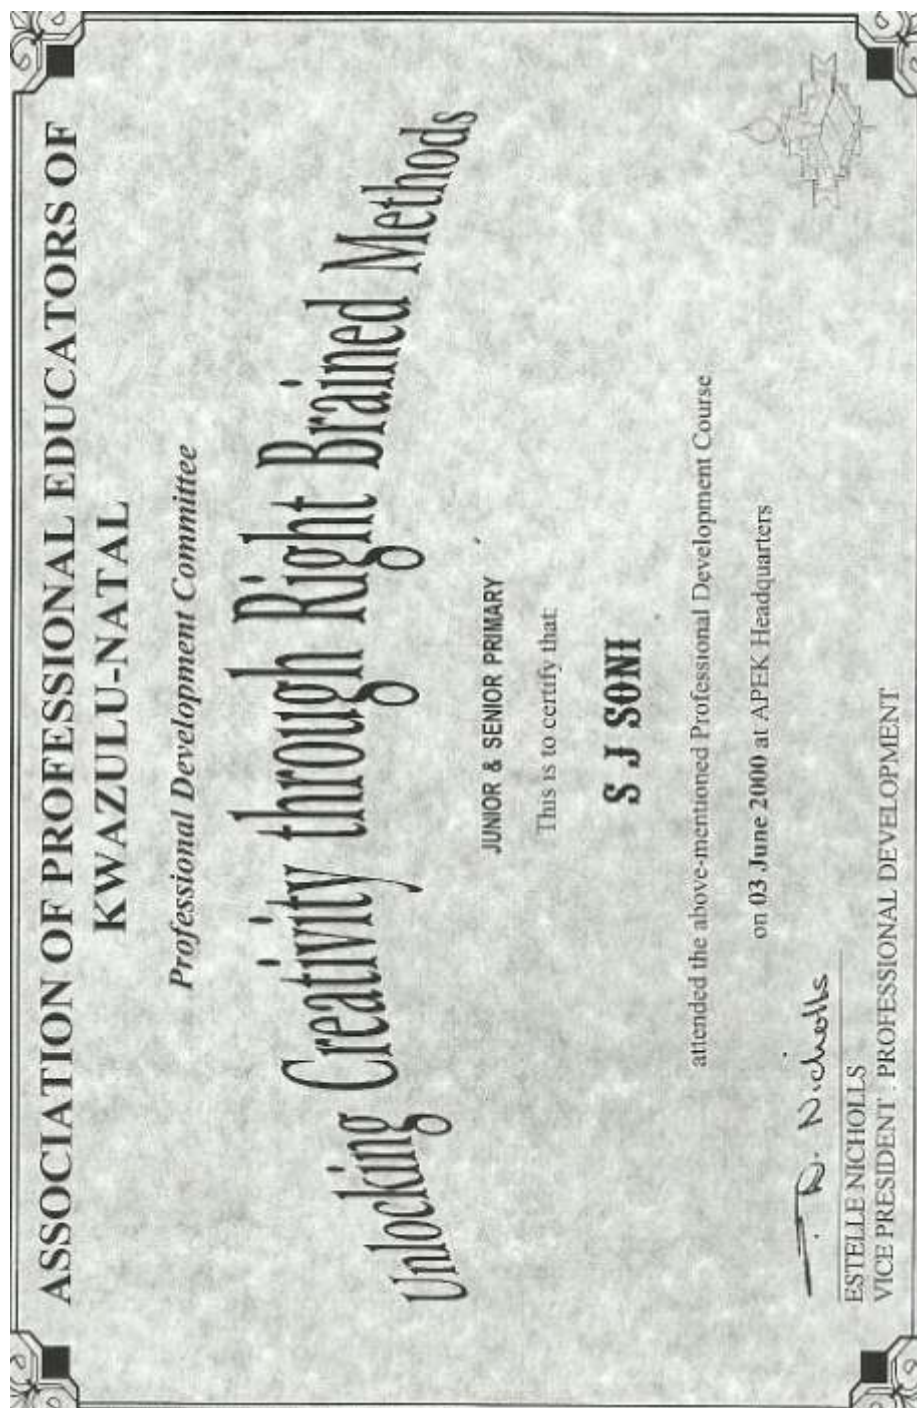 ASSOCIATION OF PROFESSIONAL EDUCATORS OF
KWAZULU-NATAL
Professional Development Committee
Unlocking Creativity through Right Brained Methods
JUNIOR & SENIOR PRIMARY
This is to certify that:
S J SONI
attended the above-mentioned Professional Development Course
on 03 June 2000 at APEK Headquarters
Nicholls
ESTELLE NICHOLLS
VICE PRESIDENT : PROFESSIONAL DEVELOPMENT